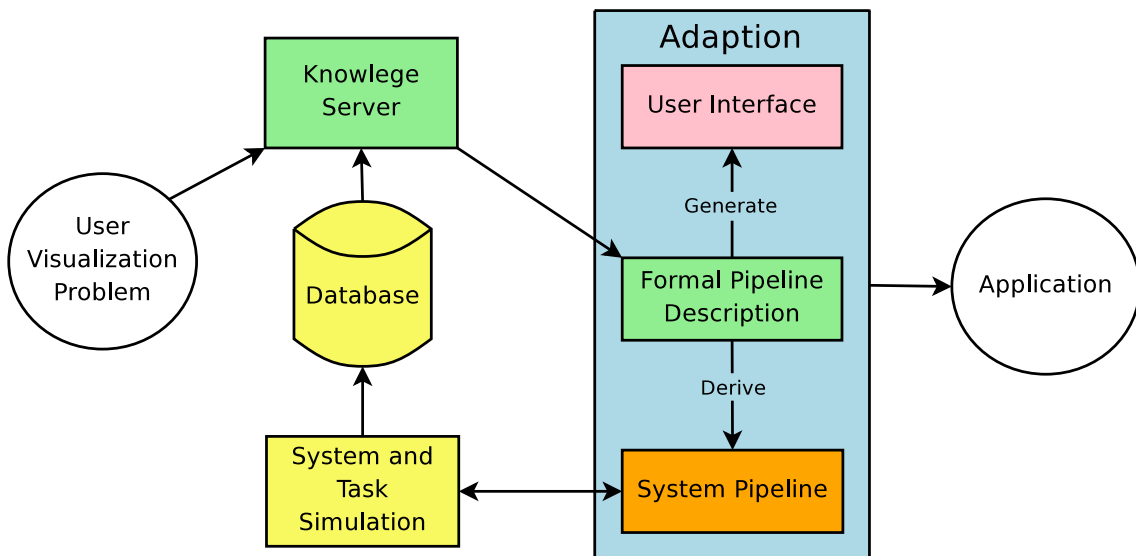 Adaption
Knowlege
Server
User Interface
User
Visualization
Problem
Generate
Database
Formal Pipeline
Description
Application
Derive
System and
Task
Simulation
System Pipeline